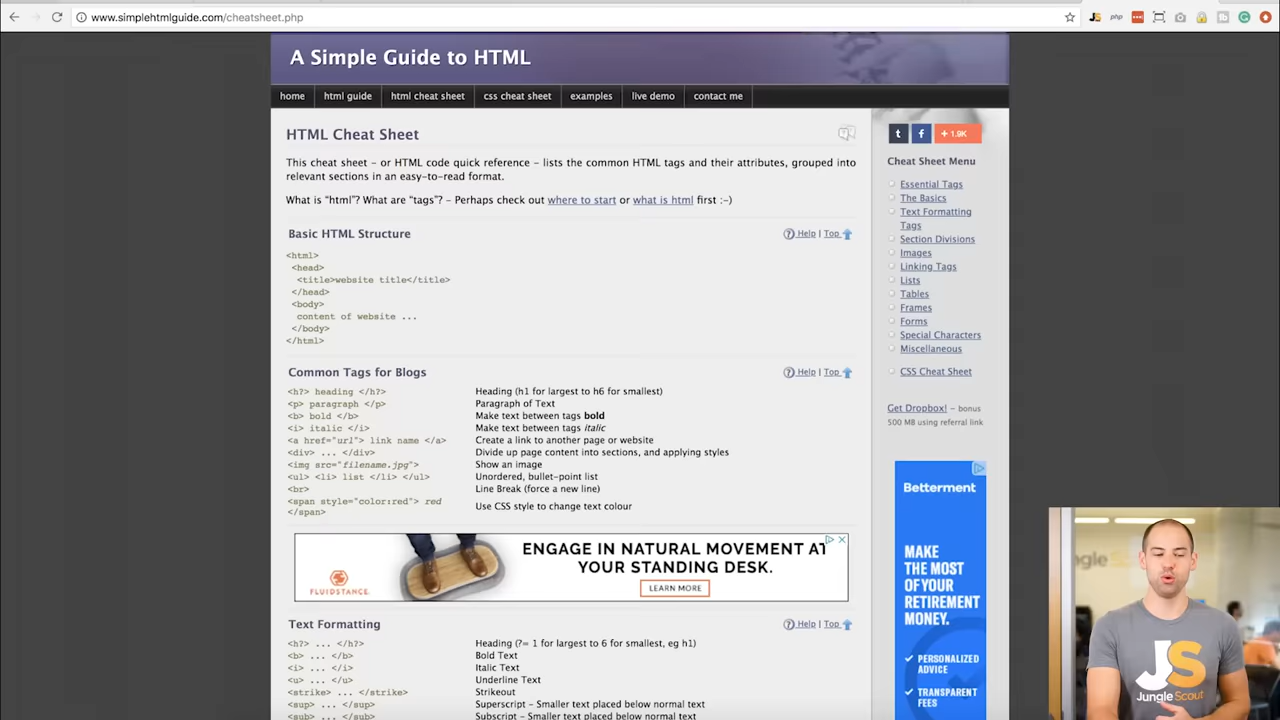 www.simplehtmlguide.com/cheatsheet.php
JS
php
A Simple Guide to HTML
home
html guide
html cheat sheet
css cheat sheet
examples
live demo
contact me
HTML Cheat Sheet
This cheat sheet - or HTML code quick reference - lists the common HTML tags and their attributes, grouped into
relevant sections in an easy-to-read format.
What is "html"? What are "tags"? - Perhaps check out where to start or what is html first :-)
Basic HTML Structure
Help | Top
<html>
<head>
<title>website title</title>
</head>
<body>
content of website ...
</body>
</html>
Common Tags for Blogs
Help | Top
<h?> heading </h?> Heading (h1 for largest to h6 for smallest)
<p> paragraph </p> Paragraph of Text
<b> bold </b> Make text between tags bold
<i> italic </i> Make text between tags italic
<a href="url"> link name </a> Create a link to another page or website
<div> ... </div> Divide up page content into sections, and applying styles
<img src="filename.jpg"> Show an image
<ul> <li> list </li> </ul> Unordered, bullet-point list
<br> Line Break (force a new line)
<span style="color:red"> red
</span> Use CSS style to change text colour
ENGAGE IN NATURAL MOVEMENT AT
YOUR STANDING DESK.
FLUIDSTANCE
LEARN MORE
Text Formatting
Help | Top
<h?> ... </h?> Heading (?= 1 for largest to 6 for smallest, eg h1)
<b> ... </b> Bold Text
<i> ... </i> Italic Text
<u> ... </u> Underline Text
<strike> ... </strike> Strikeout
<sup> ... </sup> Superscript - Smaller text placed below normal text
<sub> ... </sub> Subscript - Smaller text placed below normal text
t
f
+ 1.9K
Cheat Sheet Menu
Essential Tags
The Basics
Text Formatting
Tags
Section Divisions
Images
Linking Tags
Lists
Tables
Frames
Forms
Special Characters
Miscellaneous
CSS Cheat Sheet
Get Dropbox! - bonus
500 MB using referral link
Betterment
MAKE
THE MOST
OF YOUR
RETIREMENT
MONEY.
PERSONALIZED
ADVICE
TRANSPARENT
FEES
ngle Scout
JS
Jungle Scout